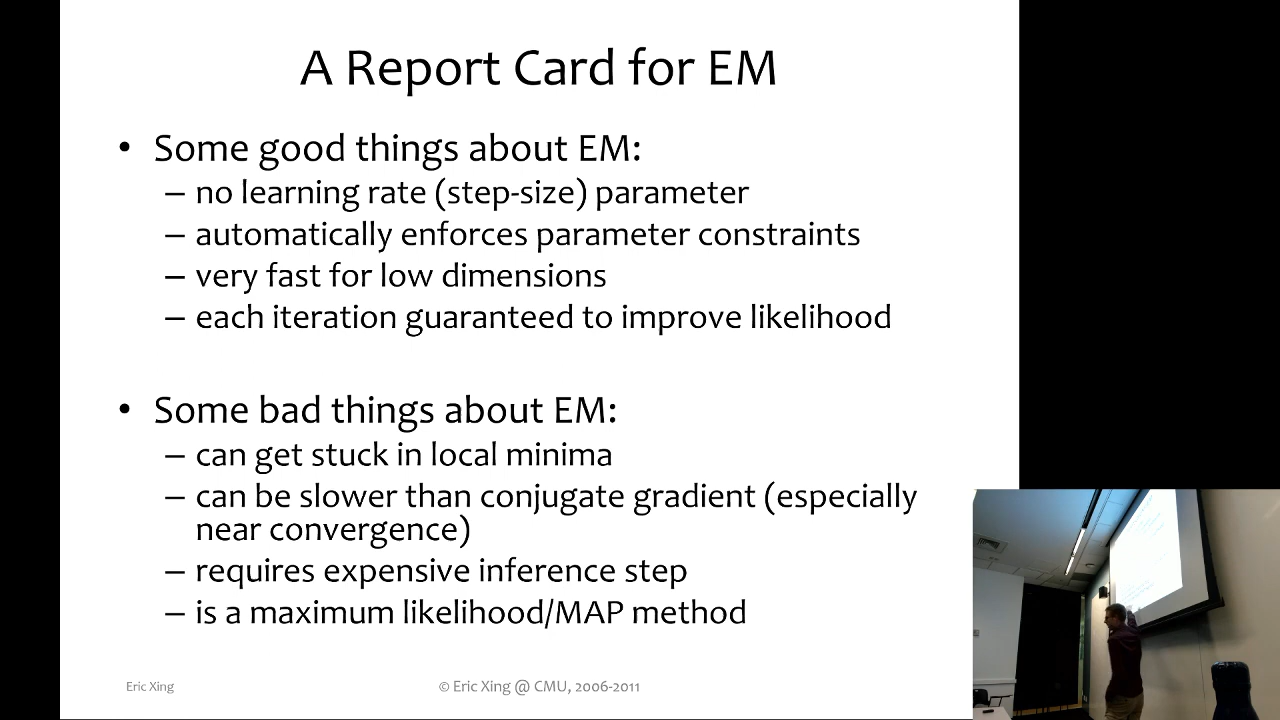 A Report Card for EM
• Some good things about EM:
– no learning rate (step-size) parameter
– automatically enforces parameter constraints
– very fast for low dimensions
– each iteration guaranteed to improve likelihood
• Some bad things about EM:
– can get stuck in local minima
– can be slower than conjugate gradient (especially
near convergence)
– requires expensive inference step
– is a maximum likelihood/MAP method
Eric Xing
© Eric Xing @ CMU, 2006-2011